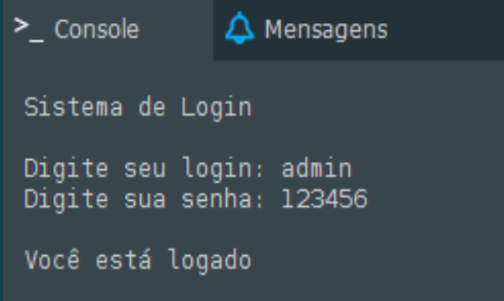 >_ Console
Mensagens
Sistema de Login
Digite seu login: admin
Digite sua senha: 123456
Você está logado